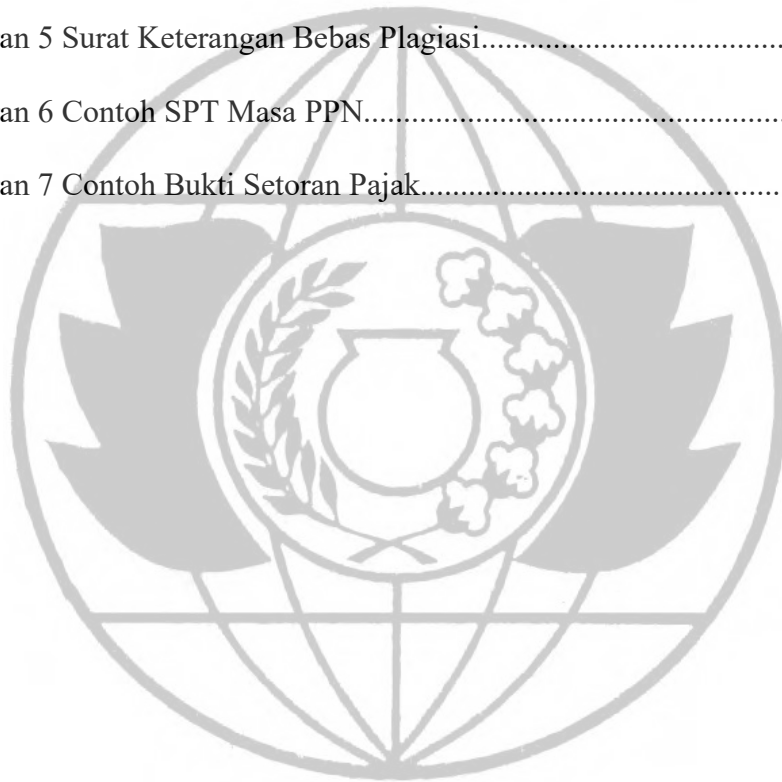 an 5 Surat Keterangan Bebas Plagiasi........................................
an 6 Contoh SPT Masa PPN.......................................................
an 7 Contoh Bukti Setoran Pajak................................................